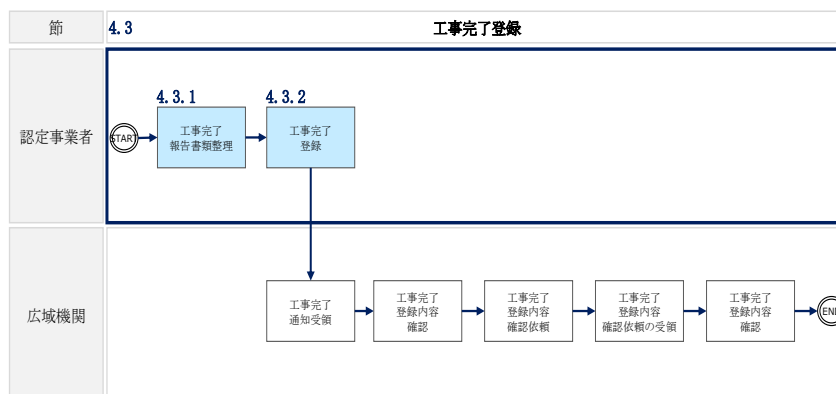 節
4.3
工事完了登録
認定事業者
START
4.3.1
工事完了
報告書類整理
4.3.2
工事完了
登録
広域機関
工事完了
通知受領
工事完了
登録内容
確認
工事完了
登録内容
確認依頼
工事完了
登録内容
確認依頼の受領
工事完了
登録内容
確認
END